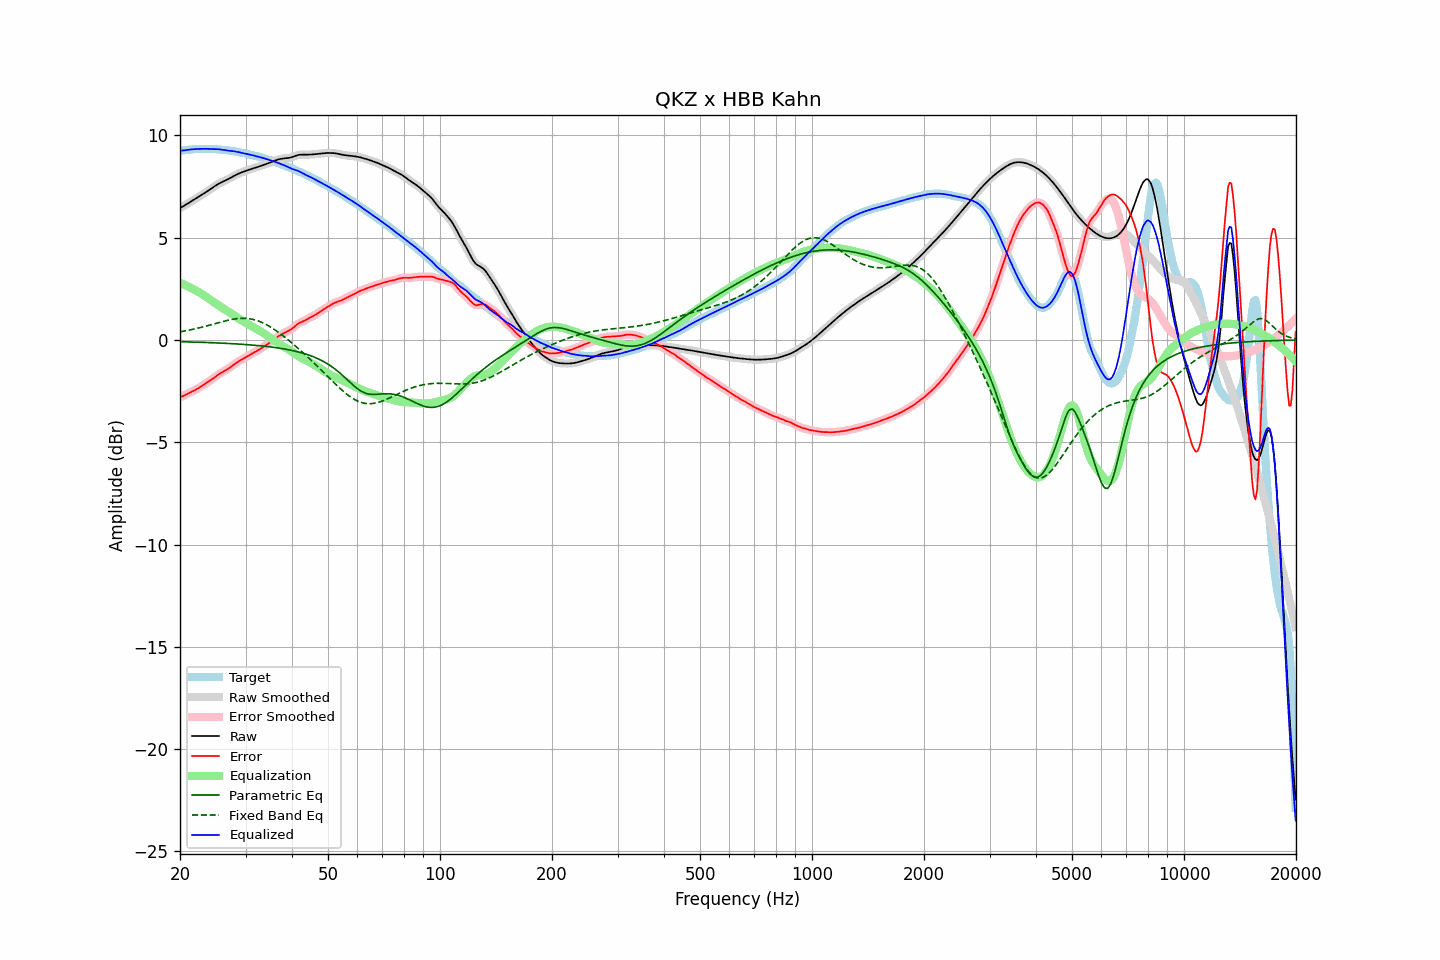 QKZ x HBB Kahn
10
5
0
−5
−10
−15
−20
−25
Amplitude (dBr)
Target
Raw Smoothed
Error Smoothed
Raw
Error
Equalization
Parametric Eq
Fixed Band Eq
Equalized
20 50 100 200 500 1000 2000 5000 10000 20000
Frequency (Hz)